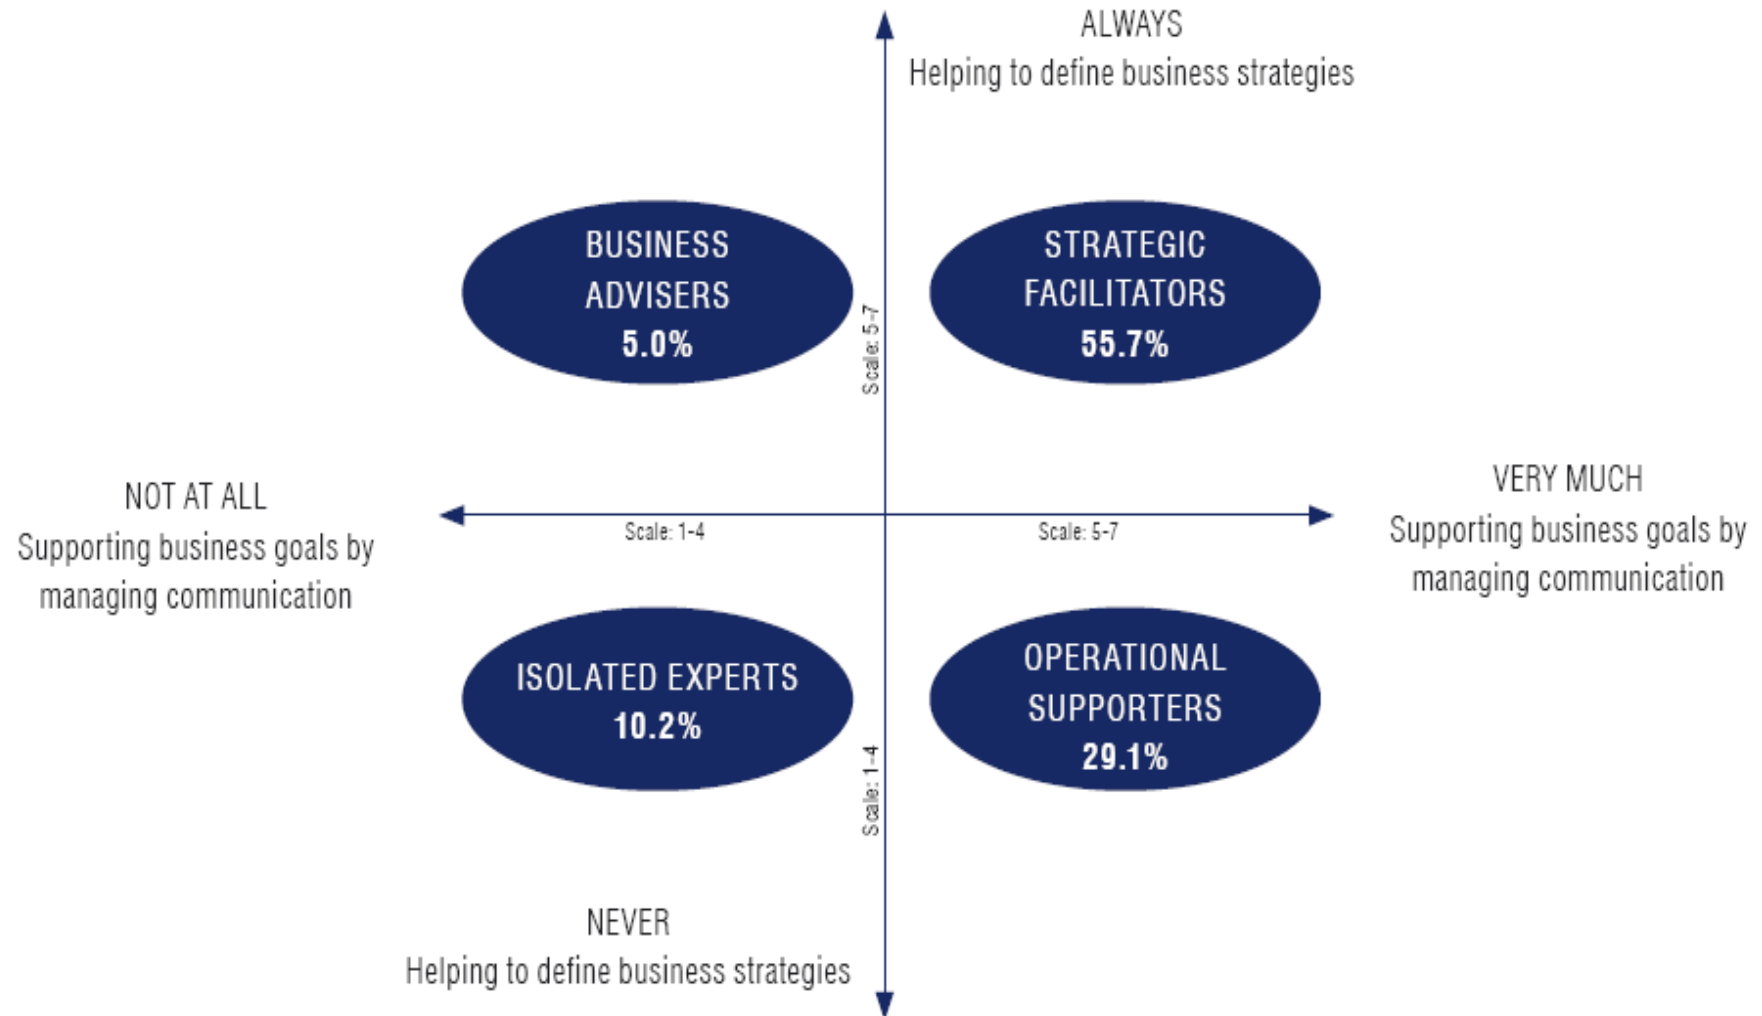 ALWAYS
Helping to define business strategies
BUSINESS
ADVISERS
5.0%
STRATEGIC
FACILITATORS
55.7%
Scale: 5-7
NOT AT ALL
Supporting business goals by
managing communication
Scale: 1-4
Scale: 5-7
VERY MUCH
Supporting business goals by
managing communication
ISOLATED EXPERTS
10.2%
OPERATIONAL
SUPPORTERS
29.1%
Scale: 1-4
NEVER
Helping to define business strategies